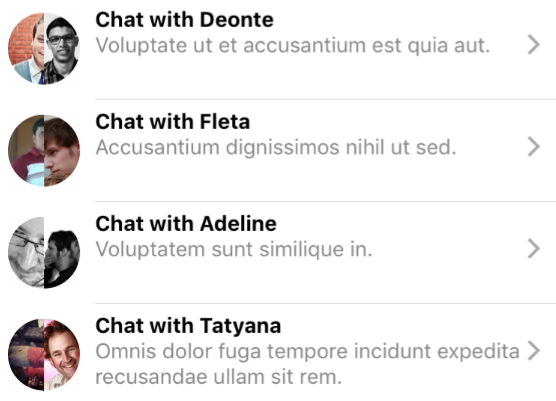 Chat with Deonte
Voluptate ut et accusantium est quia aut.
Chat with Fleta
Accusantium dignissimos nihil ut sed.
Chat with Adeline
Voluptatem sunt similique in.
Chat with Tatyana
Omnis dolor fuga tempore incidunt expedita
recusandae ullam sit rem.